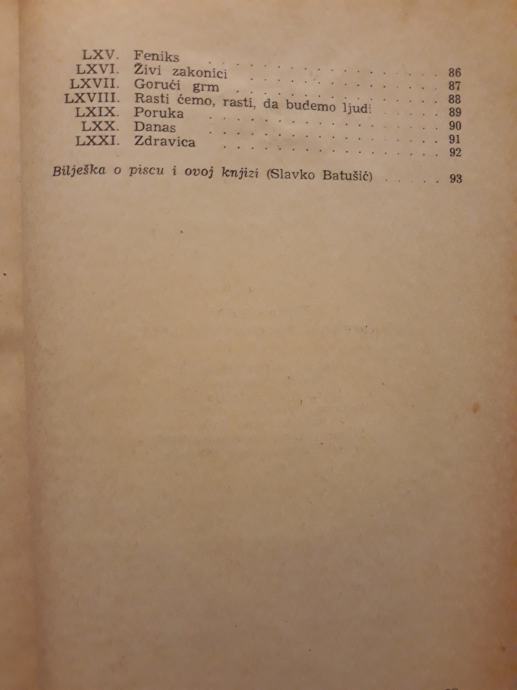 LXV. Feniks . . . . . . . . . . . . 86
LXVI. Živi zakonici . . . . . . . . . . 87
LXVII. Gorući grm . . . . . . . . . . 88
LXVIII. Rasti ćemo, rasti, da budemo ljudi . . . 89
LXIX. Poruka . . . . . . . . . . . . 90
LXX. Danas . . . . . . . . . . . . 91
LXXI. Zdravica . . . . . . . . . . . 92
Bilješka o piscu i ovoj knjizi (Slavko Batušić) . . . . . 93